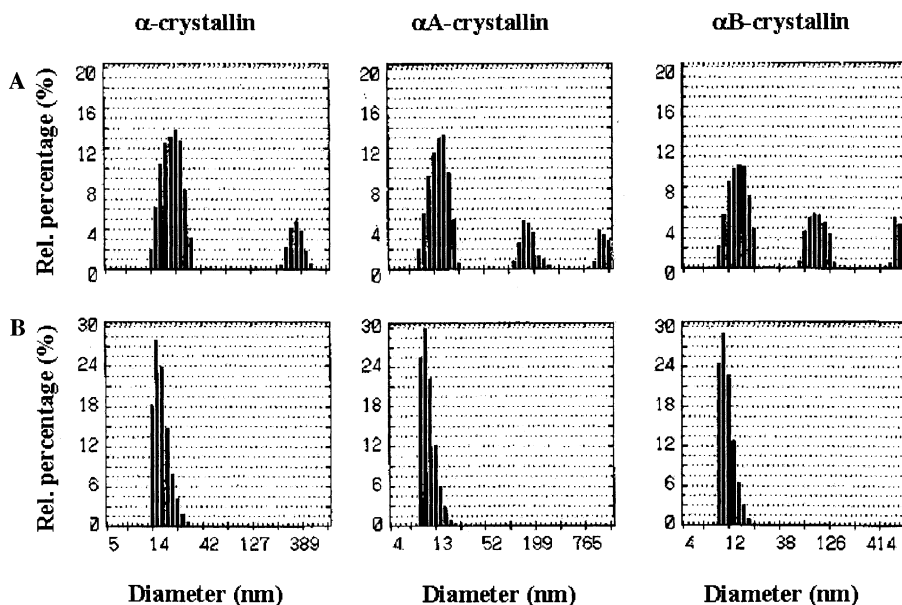 α-crystallin αA-crystallin αB-crystallin
A
Rel. percentage (%)
20 16 12 8 4 0
20 16 12 8 4 0
20 16 12 8 4 0
B
Rel. percentage (%)
30 24 18 12 6 0
30 24 18 12 6 0
30 24 18 12 6 0
5 14 42 127 389
4 13 52 199 765
4 12 38 126 414
Diameter (nm) Diameter (nm) Diameter (nm)